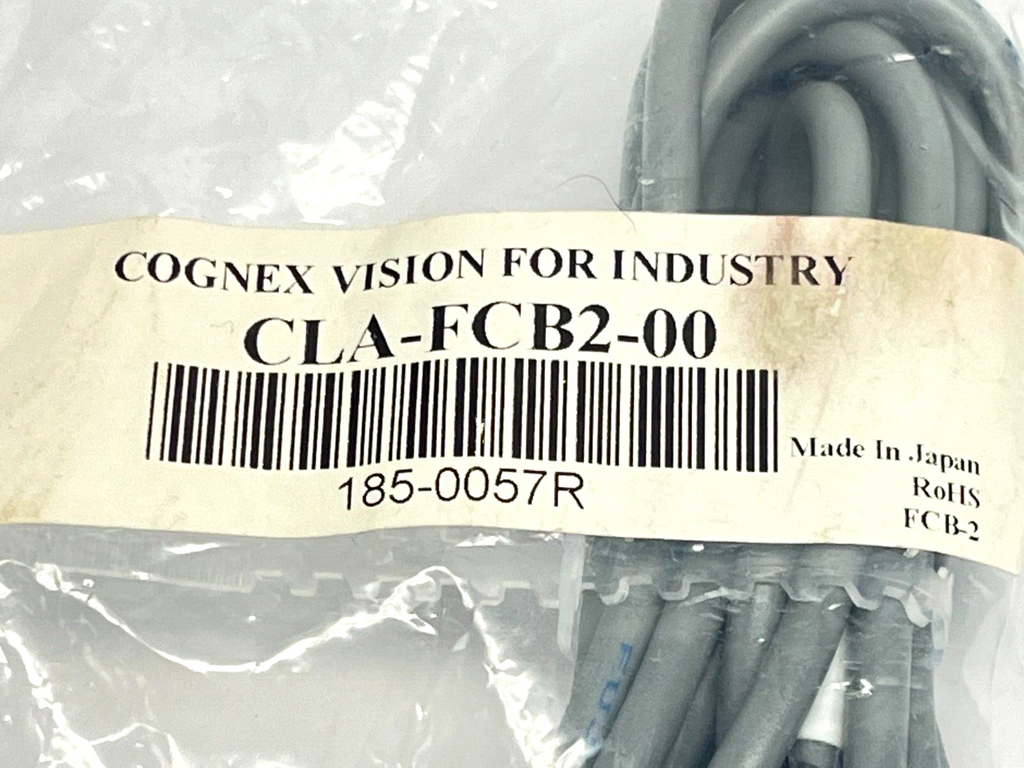 COGNEX VISION FOR INDUSTRY
CLA-FCB2-00
185-0057R
Made In Japan
RoHS
FCB-2